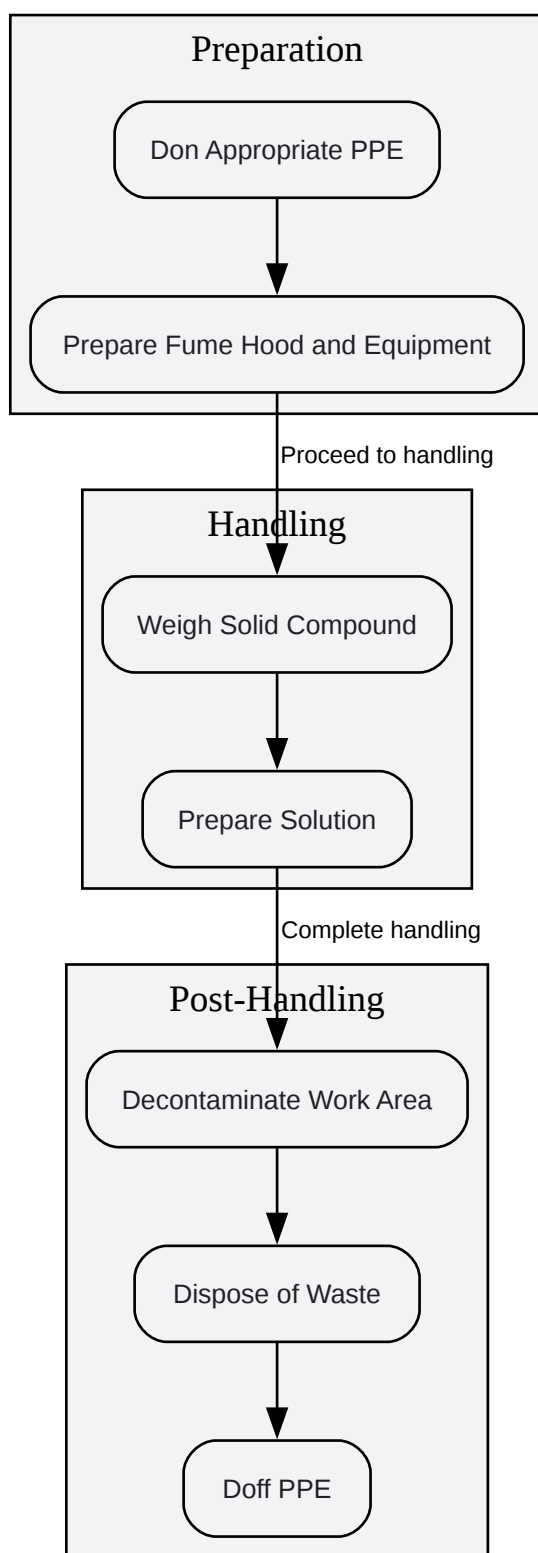 Preparation
Don Appropriate PPE
Prepare Fume Hood and Equipment
Proceed to handling
Handling
Weigh Solid Compound
Prepare Solution
Complete handling
Post-Handling
Decontaminate Work Area
Dispose of Waste
Doff PPE